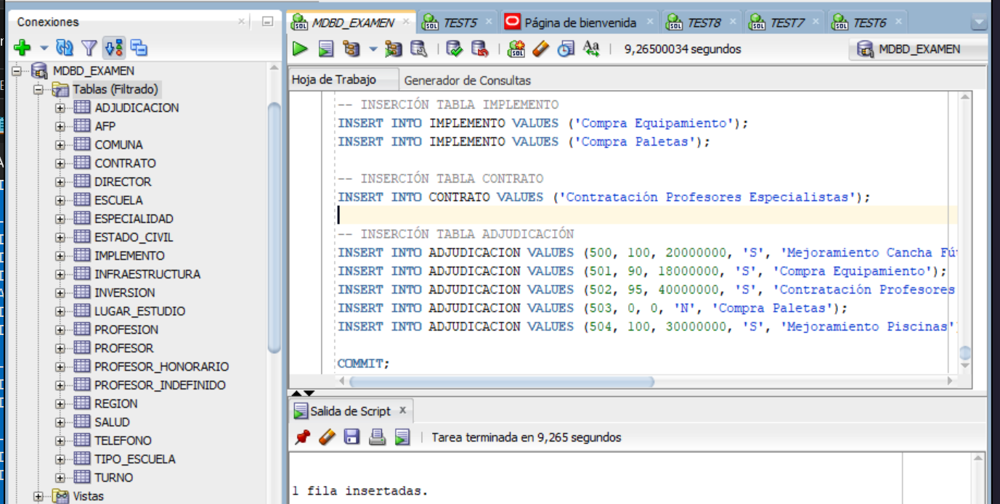 Conexiones
MDBD_EXAMEN
Tablas (Filtrado)
ADJUDICACION
AFP
COMUNA
CONTRATO
DIRECTOR
ESCUELA
ESPECIALIDAD
ESTADO_CIVIL
IMPLEMENTO
INFRAESTRUCTURA
INVERSION
LUGAR_ESTUDIO
PROFESION
PROFESOR
PROFESOR_HONORARIO
PROFESOR_INDEFINIDO
REGION
SALUD
TELEFONO
TIPO_ESCUELA
TURNO
Vistas
MDBD_EXAMEN TEST5 Página de bienvenida TEST8 TEST7 TEST6
9,26500034 segundos MDBD_EXAMEN
Hoja de Trabajo Generador de Consultas
-- INSERCIÓN TABLA IMPLEMENTO
INSERT INTO IMPLEMENTO VALUES ('Compra Equipamiento');
INSERT INTO IMPLEMENTO VALUES ('Compra Paletas');
-- INSERCIÓN TABLA CONTRATO
INSERT INTO CONTRATO VALUES ('Contratación Profesores Especialistas');
-- INSERCIÓN TABLA ADJUDICACIÓN
INSERT INTO ADJUDICACION VALUES (500, 100, 20000000, 'S', 'Mejoramiento Cancha Fú
INSERT INTO ADJUDICACION VALUES (501, 90, 18000000, 'S', 'Compra Equipamiento');
INSERT INTO ADJUDICACION VALUES (502, 95, 40000000, 'S', 'Contratación Profesores
INSERT INTO ADJUDICACION VALUES (503, 0, 0, 'N', 'Compra Paletas');
INSERT INTO ADJUDICACION VALUES (504, 100, 30000000, 'S', 'Mejoramiento Piscinas'
COMMIT;
Salida de Script
Tarea terminada en 9,265 segundos
1 fila insertadas.